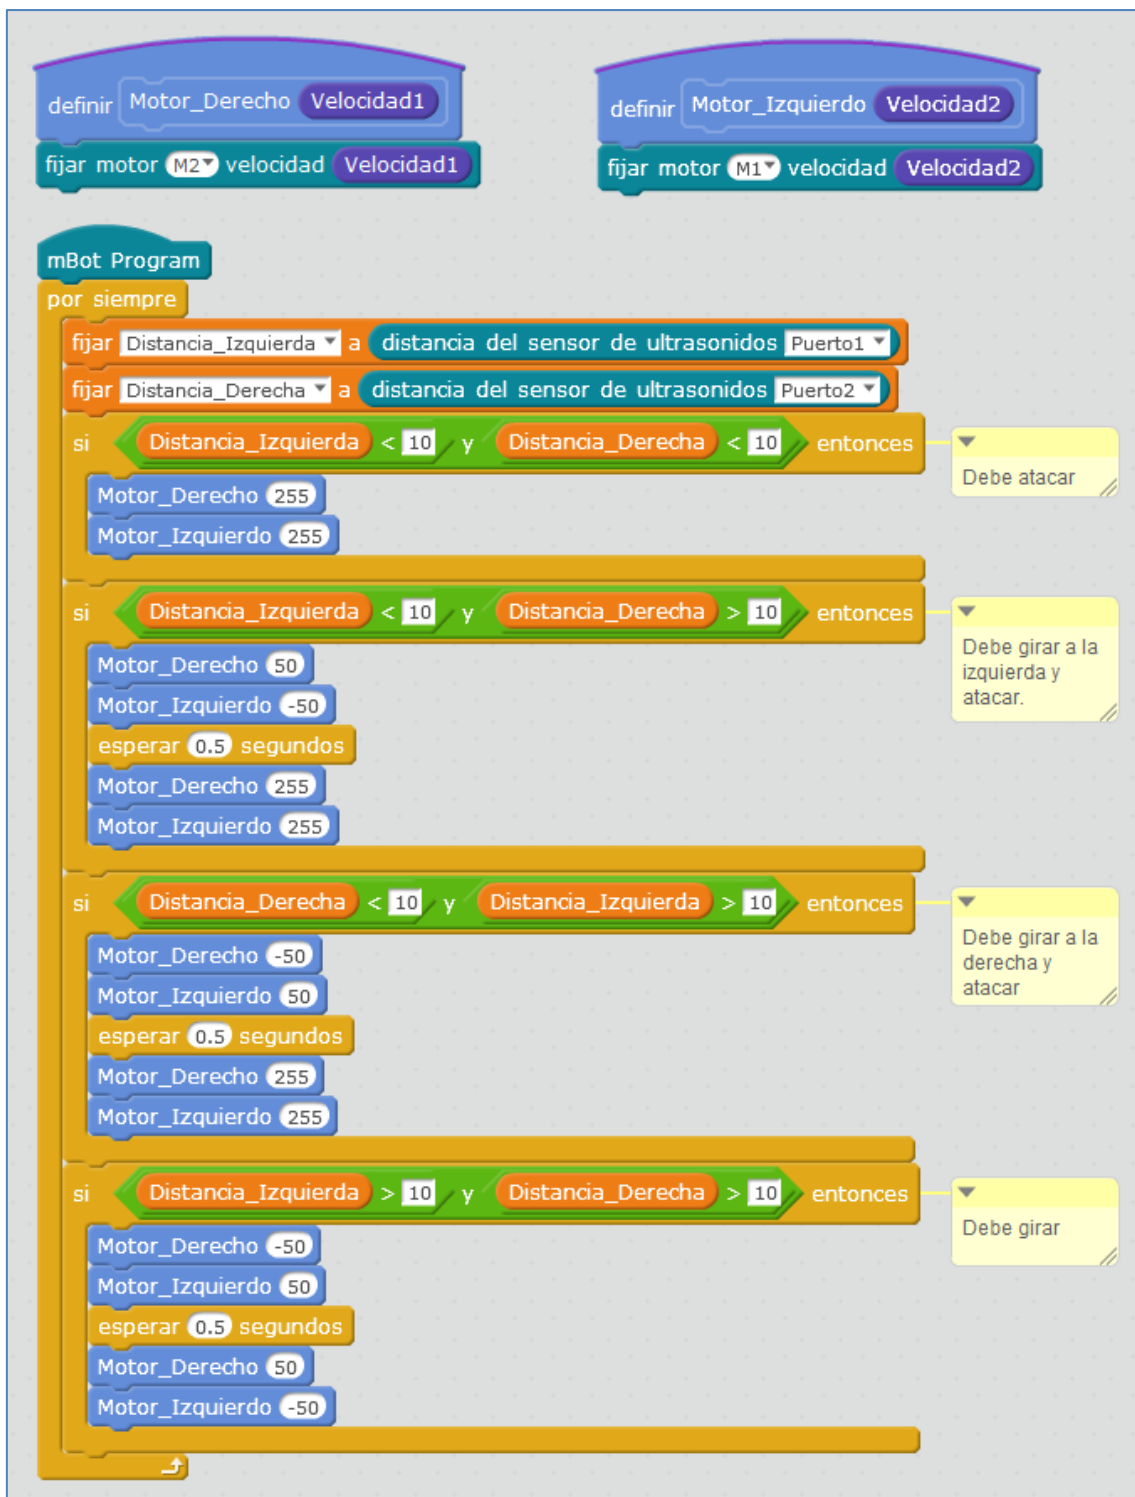 definir Motor_Derecho Velocidad1
fijar motor M2 velocidad Velocidad1
definir Motor_Izquierdo Velocidad2
fijar motor M1 velocidad Velocidad2
mBot Program
por siempre
fijar Distancia_Izquierda a distancia del sensor de ultrasonidos Puerto1
fijar Distancia_Derecha a distancia del sensor de ultrasonidos Puerto2
si Distancia_Izquierda < 10 y Distancia_Derecha < 10 entonces
Debe atacar
Motor_Derecho 255
Motor_Izquierdo 255
si Distancia_Izquierda < 10 y Distancia_Derecha > 10 entonces
Debe girar a la
izquierda y
atacar.
Motor_Derecho 50
Motor_Izquierdo -50
esperar 0.5 segundos
Motor_Derecho 255
Motor_Izquierdo 255
si Distancia_Derecha < 10 y Distancia_Izquierda > 10 entonces
Debe girar a la
derecha y
atacar
Motor_Derecho -50
Motor_Izquierdo 50
esperar 0.5 segundos
Motor_Derecho 255
Motor_Izquierdo 255
si Distancia_Izquierda > 10 y Distancia_Derecha > 10 entonces
Debe girar
Motor_Derecho -50
Motor_Izquierdo 50
esperar 0.5 segundos
Motor_Derecho 50
Motor_Izquierdo -50